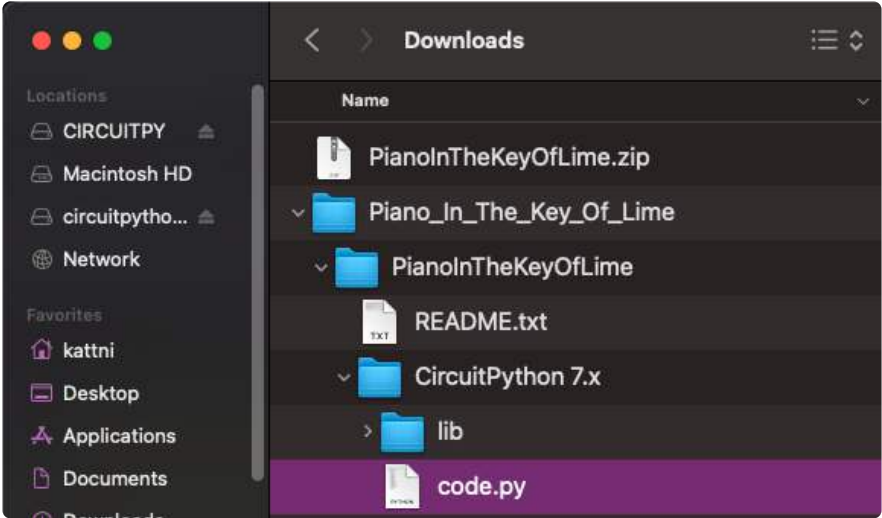 Downloads
Locations
CIRCUITPY
Macintosh HD
circuitpytho...
Network
Favorites
kattni
Desktop
Applications
Documents
Name
PianoInTheKeyOfLime.zip
Piano_In_The_Key_Of_Lime
PianoInTheKeyOfLime
README.txt
TXT
CircuitPython 7.x
lib
code.py
PYTHON